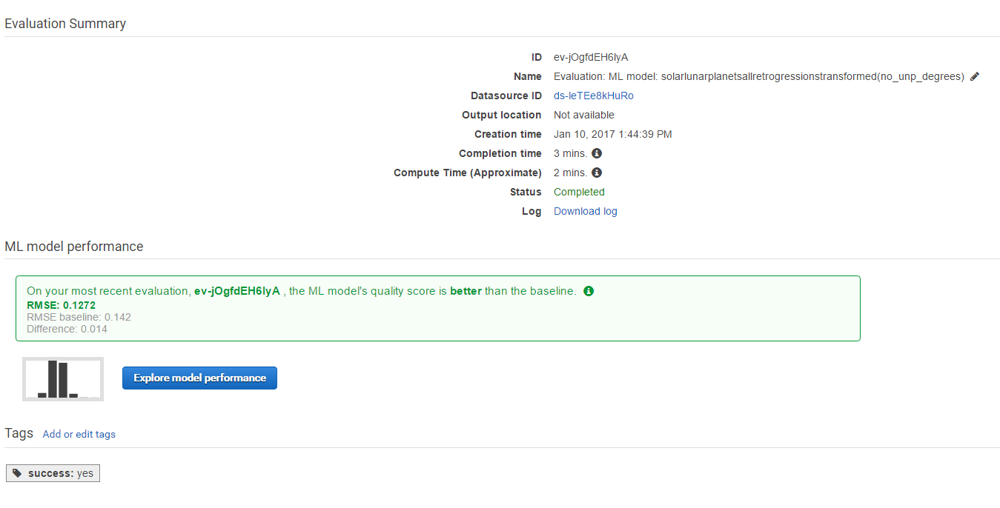 Evaluation Summary
ID ev-jOgfdEH6lyA
Name Evaluation: ML model: solarlunarplanetsallretrogressionstransformed(no_unp_degrees)
Datasource ID ds-IeTEe8kHuRo
Output location Not available
Creation time Jan 10, 2017 1:44:39 PM
Completion time 3 mins.
Compute Time (Approximate) 2 mins.
Status Completed
Log Download log
ML model performance
On your most recent evaluation, ev-jOgfdEH6lyA , the ML model's quality score is better than the baseline.
RMSE: 0.1272
RMSE baseline: 0.142
Difference: 0.014
Explore model performance
Tags Add or edit tags
success: yes